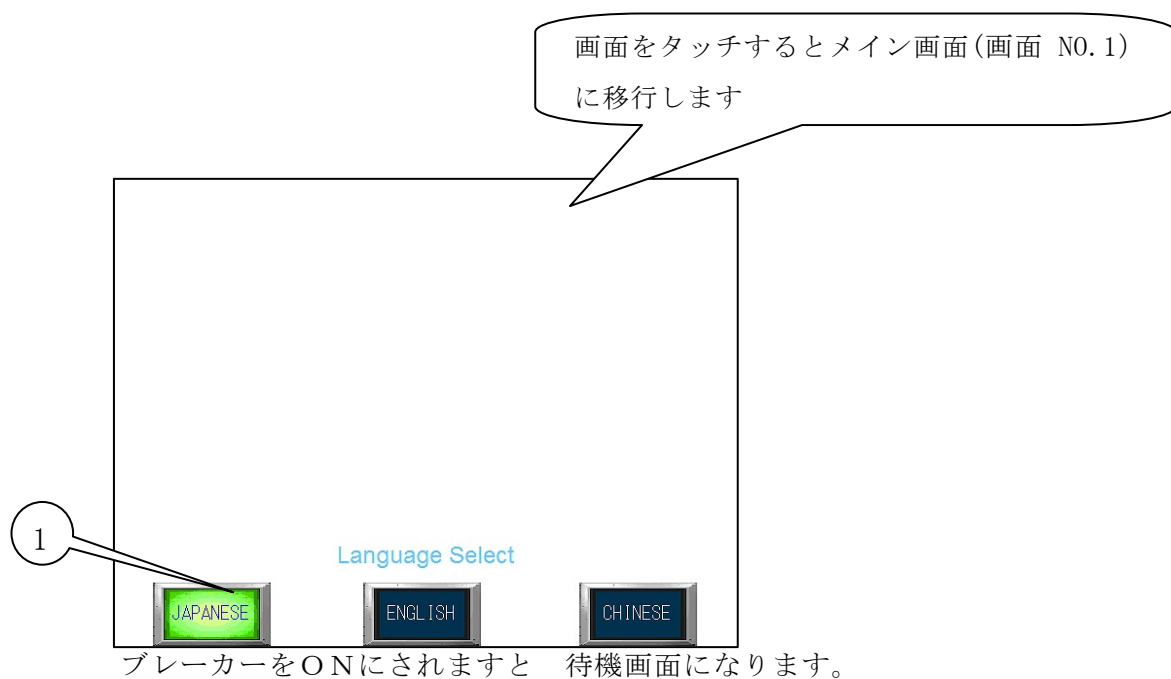 画面をタッチするとメイン画面(画面 NO.1)
に移行します
1
Language Select
JAPANESE
ENGLISH
CHINESE
ブレーカーをＯＮにされますと　待機画面になります。